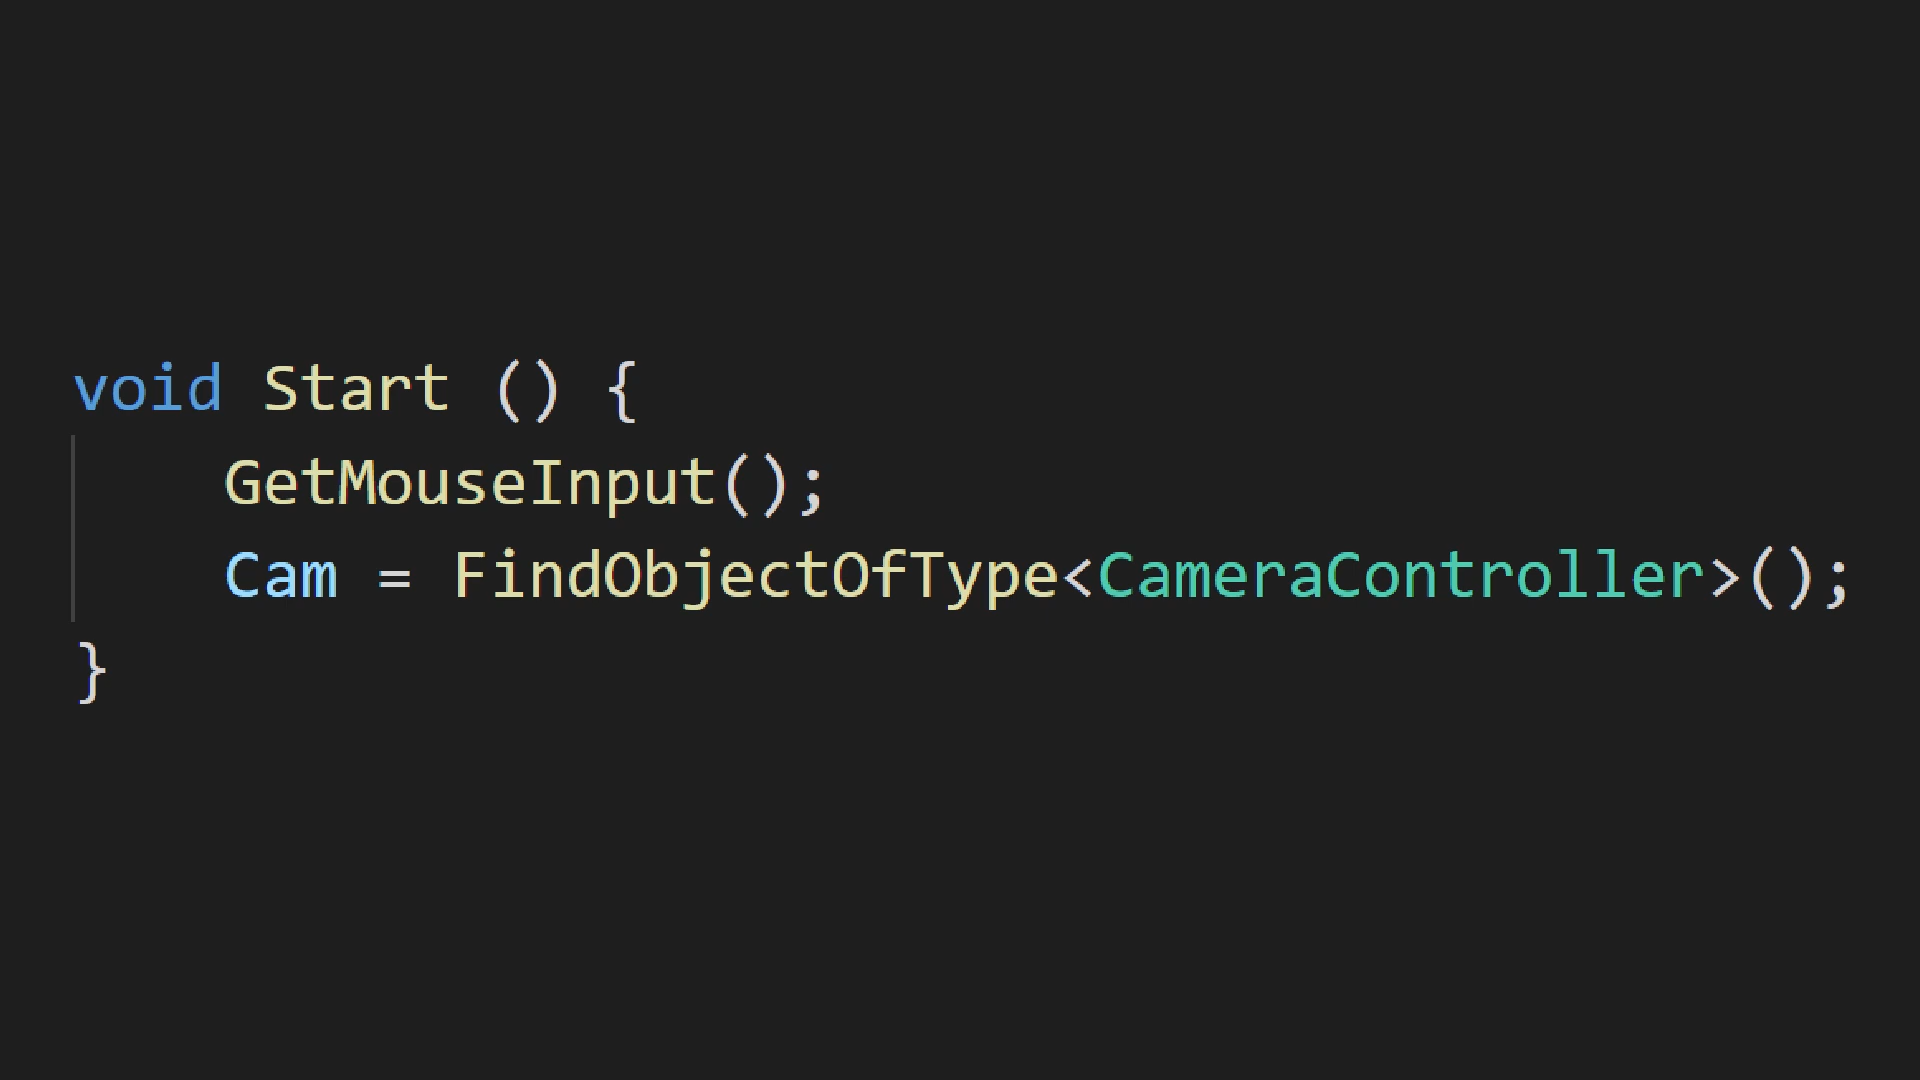 void Start () {
GetMouseInput();
Cam = FindObjectOfType<CameraController>();
}